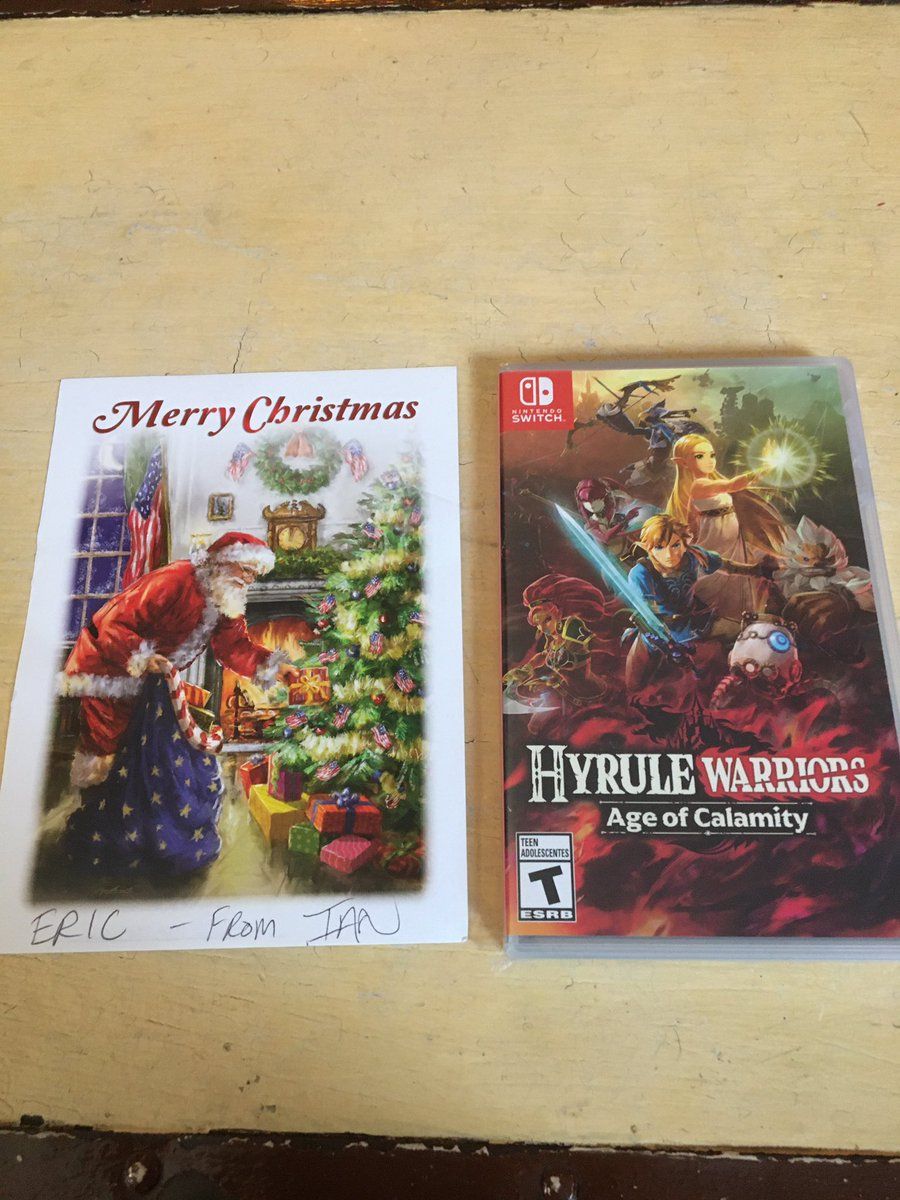 Merry Christmas
ERIC - FROM IAN
NINTENDO
SWITCH
HYRULE WARRIORS
Age of Calamity
TEEN
ADOLESCENTES
T
ESRB